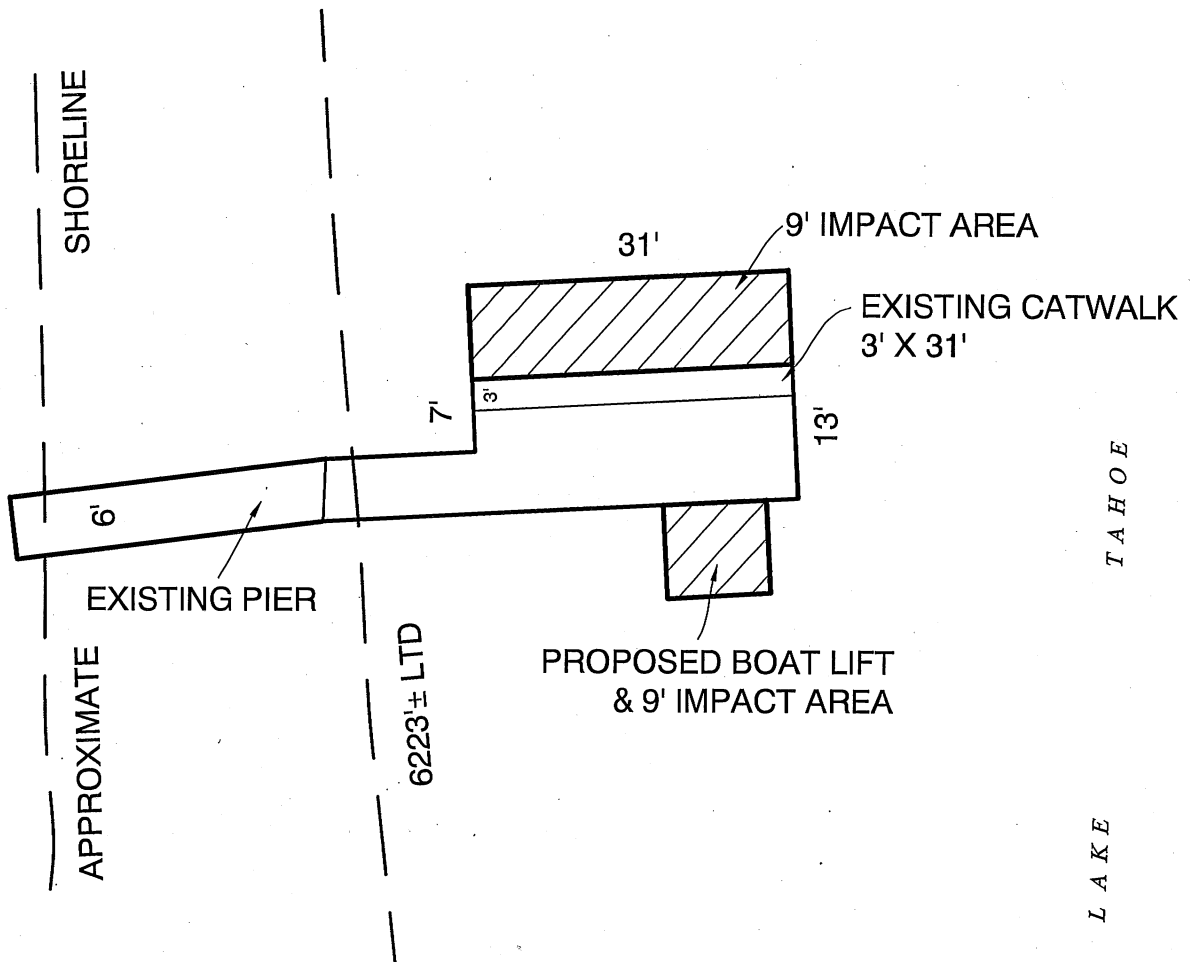 SHORELINE
31'
9' IMPACT AREA
EXISTING CATWALK
3' X 31'
3'
7'
13'
6'
EXISTING PIER
PROPOSED BOAT LIFT
& 9' IMPACT AREA
APPROXIMATE
6223'± LTD
LAKE TAHOE